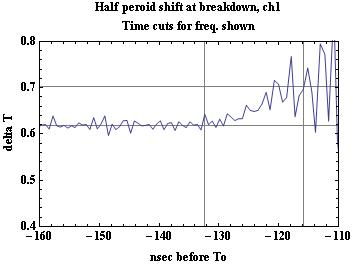 Half peroid shift at breakdown, ch1
Time cuts for freq. shown
0.8
0.7
0.6
0.5
0.4
delta T
-160 -150 -140 -130 -120 -110
nsec before To